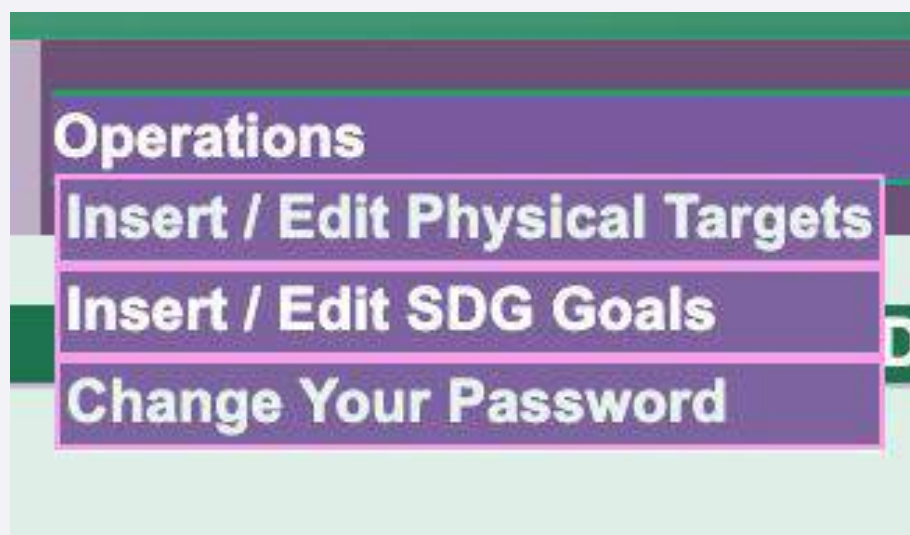 Operations
Insert / Edit Physical Targets
Insert / Edit SDG Goals
Change Your Password